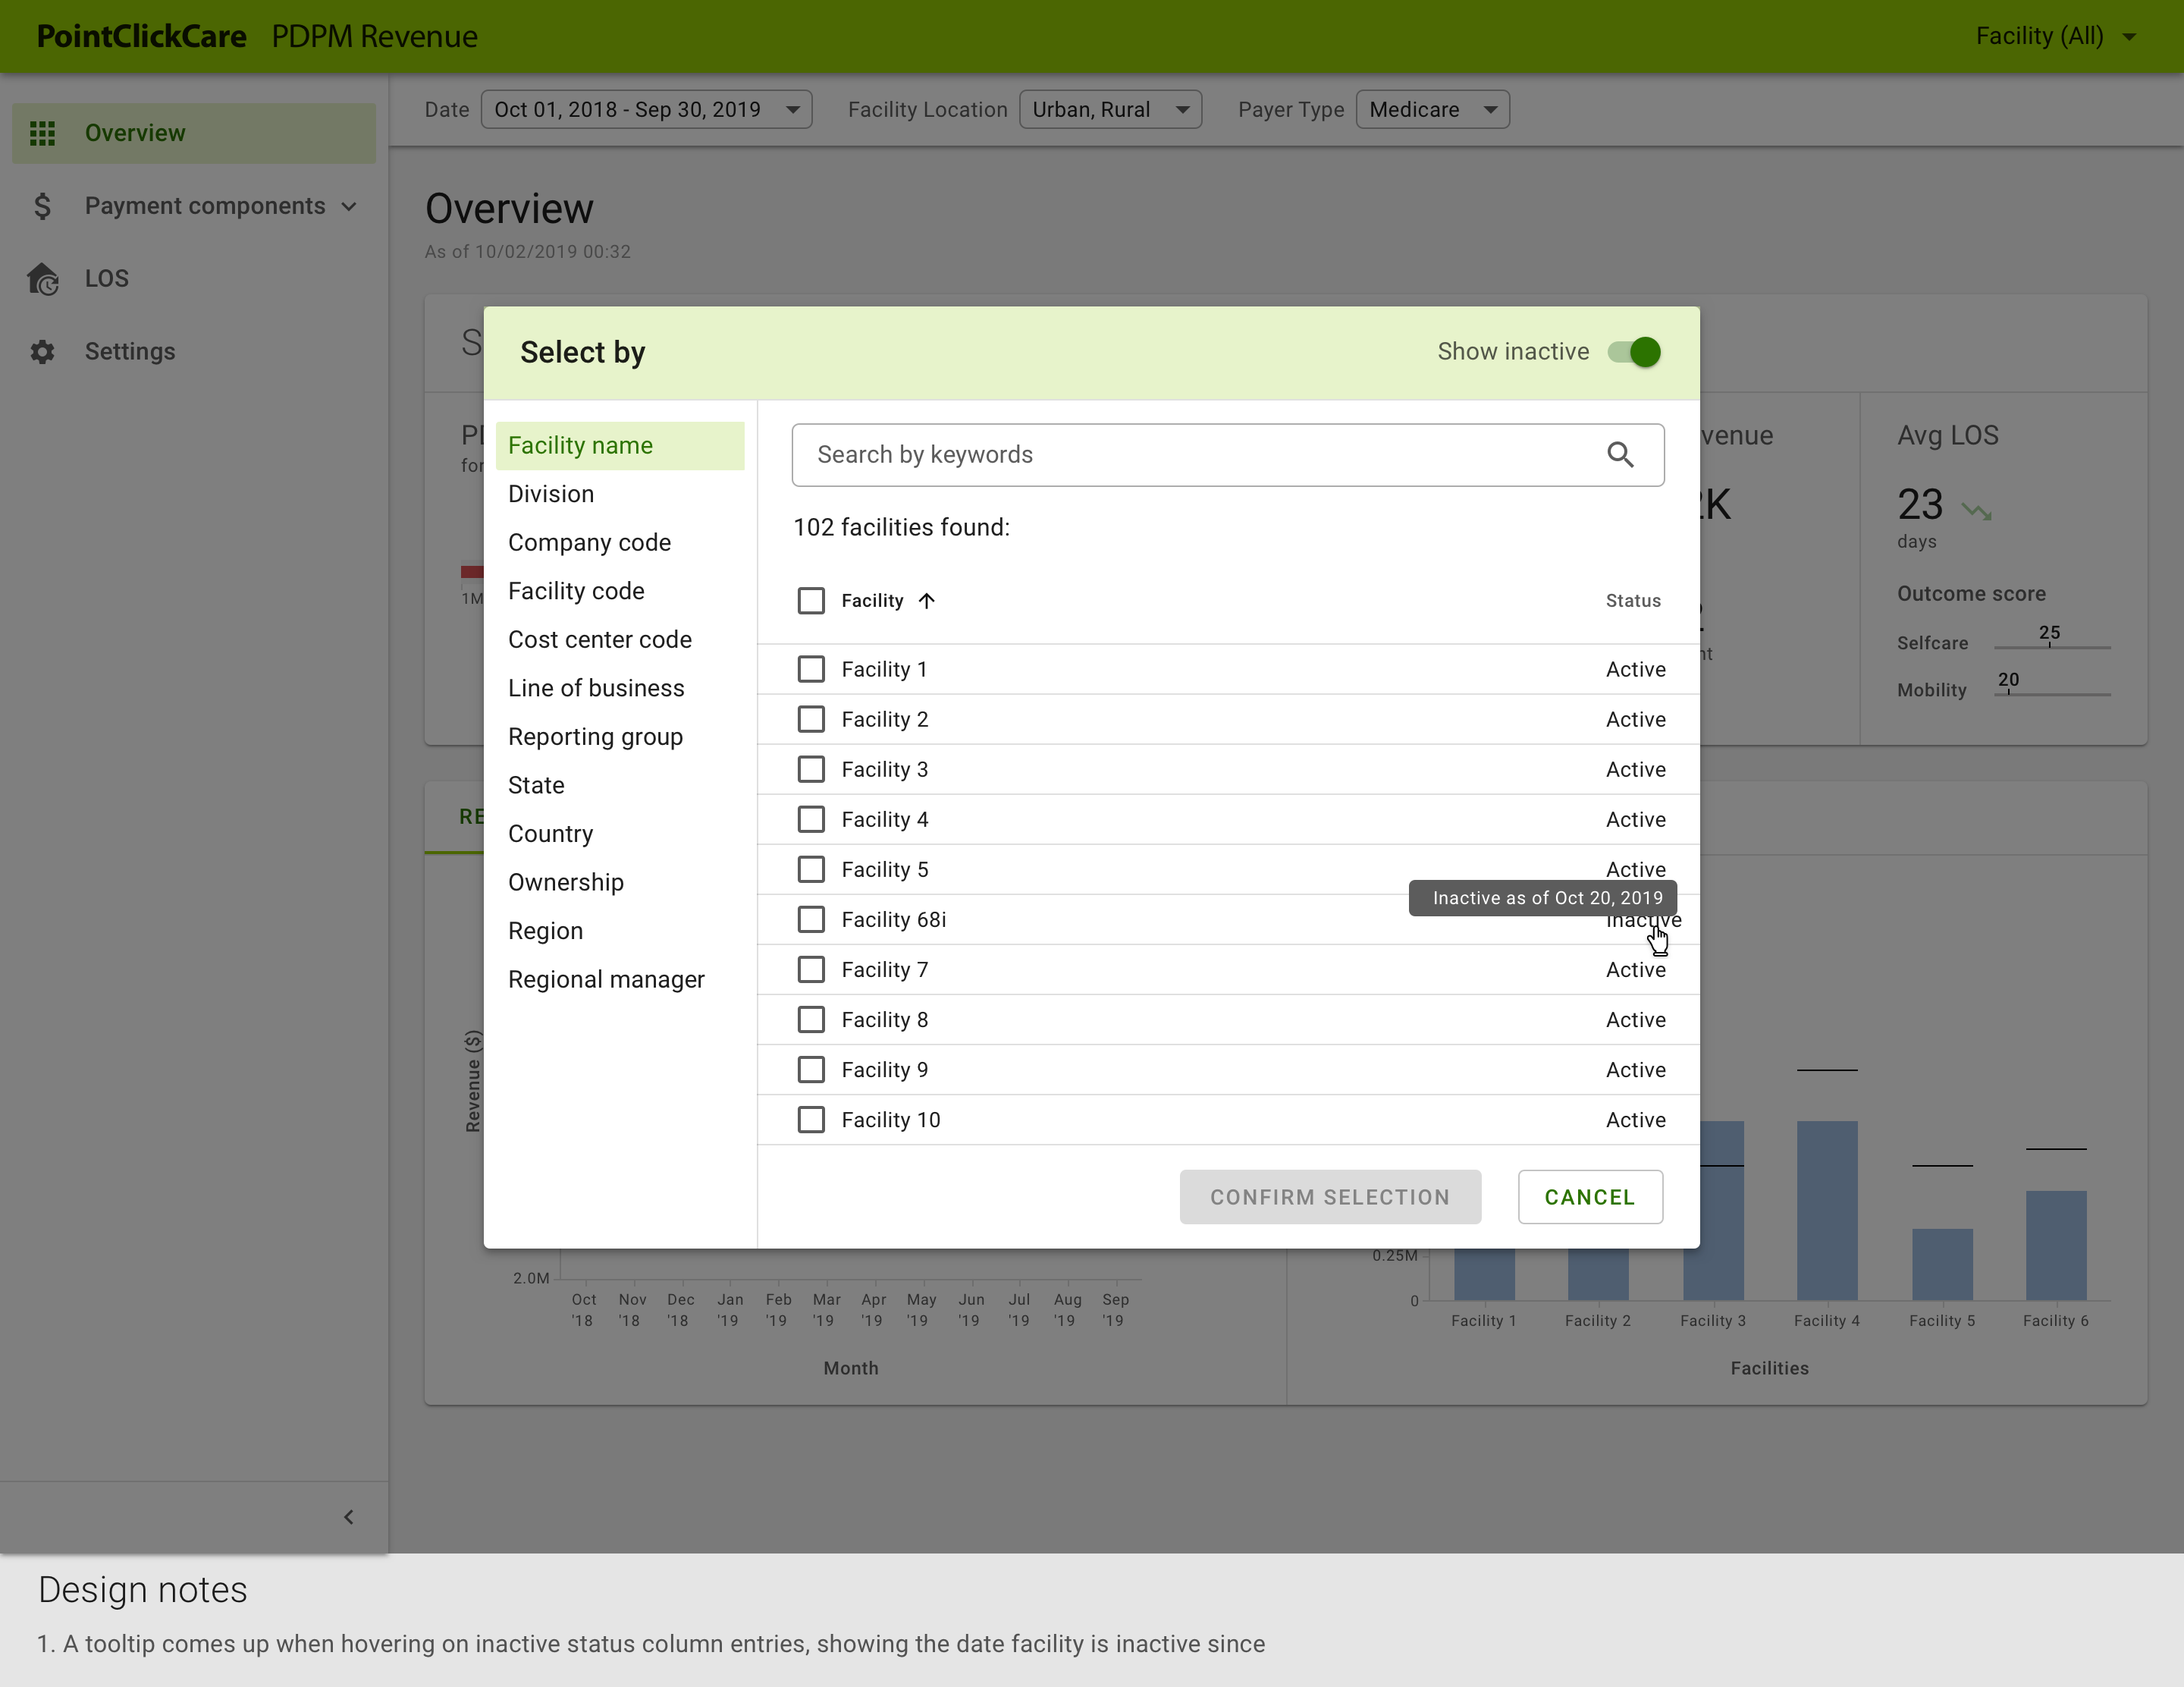 PointClickCare PDPM Revenue
Facility (All)
Date Oct 01, 2018 - Sep 30, 2019 Facility Location Urban, Rural Payer Type Medicare
Overview
Payment components
LOS
Settings
Overview
As of 10/02/2019 00:32
Select by
Show inactive
Facility name
Division
Company code
Facility code
Cost center code
Line of business
Reporting group
State
Country
Ownership
Region
Regional manager
Search by keywords
102 facilities found:
Facility Status
Facility 1 Active
Facility 2 Active
Facility 3 Active
Facility 4 Active
Facility 5 Active
Inactive as of Oct 20, 2019
Facility 68i Inactive
Facility 7 Active
Facility 8 Active
Facility 9 Active
Facility 10 Active
CONFIRM SELECTION CANCEL
Avg LOS
23
days
Outcome score
Selfcare 25
Mobility 20
1M
Revenue ($)
2.0M
Oct Nov Dec Jan Feb Mar Apr May Jun Jul Aug Sep
'18 '18 '18 '19 '19 '19 '19 '19 '19 '19 '19 '19
Month
0.25M
0
Facility 1 Facility 2 Facility 3 Facility 4 Facility 5 Facility 6
Facilities
Design notes
1. A tooltip comes up when hovering on inactive status column entries, showing the date facility is inactive since